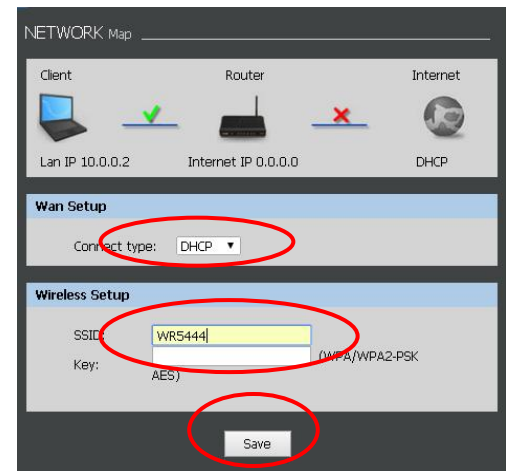 NETWORK Map
Client Router Internet
Lan IP 10.0.0.2 Internet IP 0.0.0.0 DHCP
Wan Setup
Connect type: DHCP
Wireless Setup
SSID: WR5444
Key: (WPA/WPA2-PSK
AES)
Save